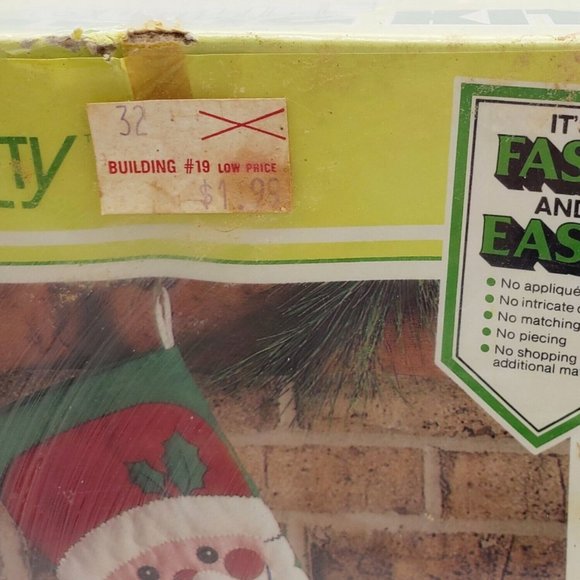 32
BUILDING #19 LOW PRICE
$1.99
IT'S
FAS
AND
EAS
• No appliqué
• No intricate
• No matching
• No piecing
• No shopping
additional ma